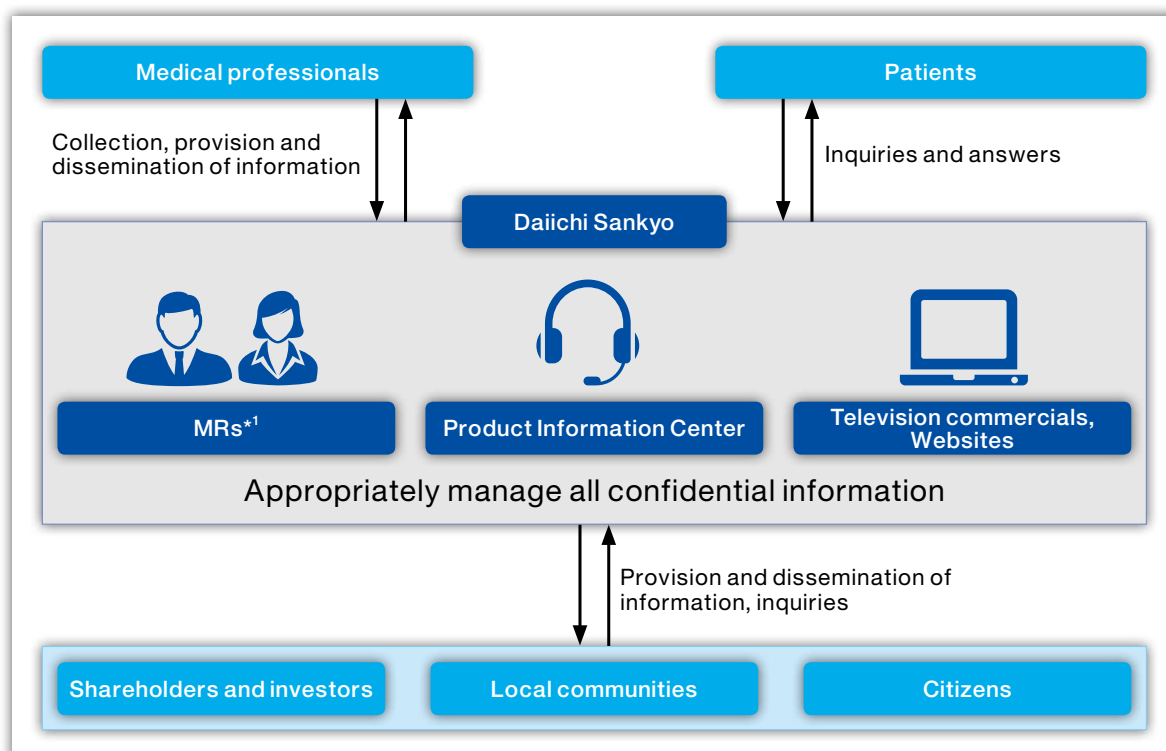 Medical professionals
Patients
Collection, provision and
dissemination of information
Inquiries and answers
Daiichi Sankyo
MRs*1
Product Information Center
Television commercials,
Websites
Appropriately manage all confidential information
Provision and dissemination of
information, inquiries
Shareholders and investors
Local communities
Citizens